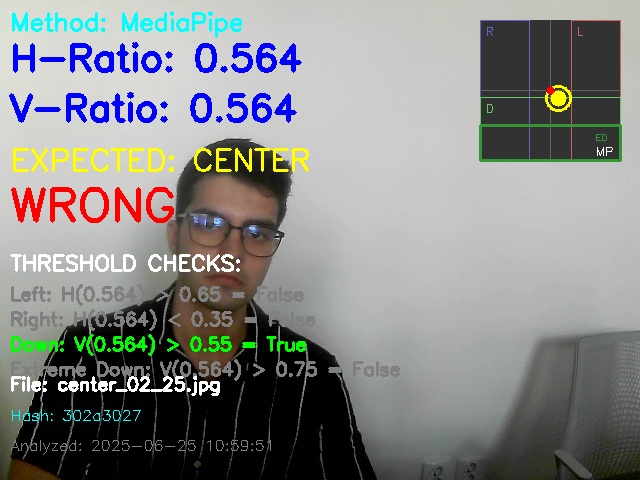 Method: MediaPipe
H-Ratio: 0.564
V-Ratio: 0.564
EXPECTED: CENTER
WRONG
THRESHOLD CHECKS:
Left: H(0.564) > 0.65 = False
Right: H(0.564) < 0.35 = False
Down: V(0.564) > 0.55 = True
Extreme Down: V(0.564) > 0.75 = False
File: center_02_25.jpg
Hash: 302a3027
Analyzed: 2025-06-25 10:59:51
R L
D
ED
MP